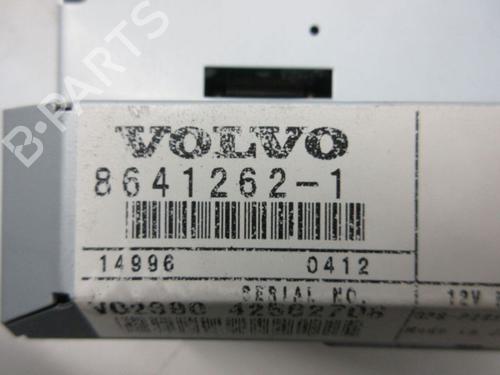 B-PARTS
VOLVO
8641262-1
14996 0412
SERIAL NO.
12V